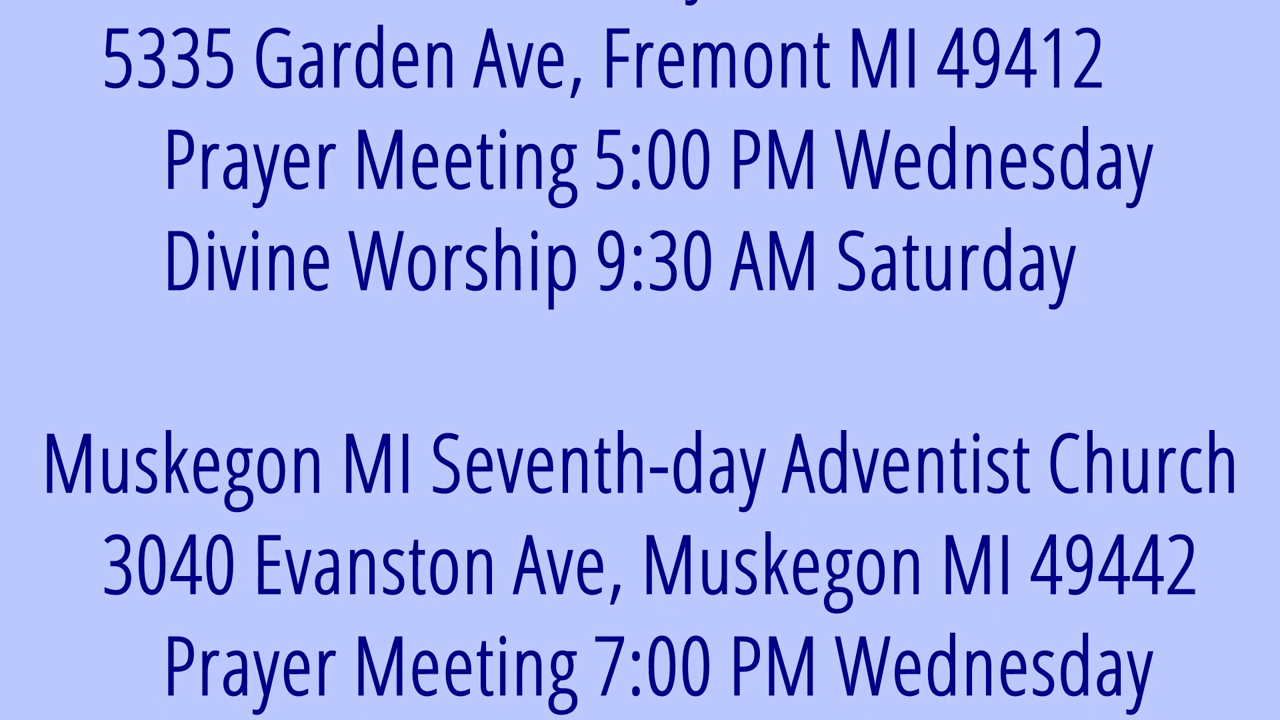 5335 Garden Ave, Fremont MI 49412
Prayer Meeting 5:00 PM Wednesday
Divine Worship 9:30 AM Saturday
Muskegon MI Seventh-day Adventist Church
3040 Evanston Ave, Muskegon MI 49442
Prayer Meeting 7:00 PM Wednesday